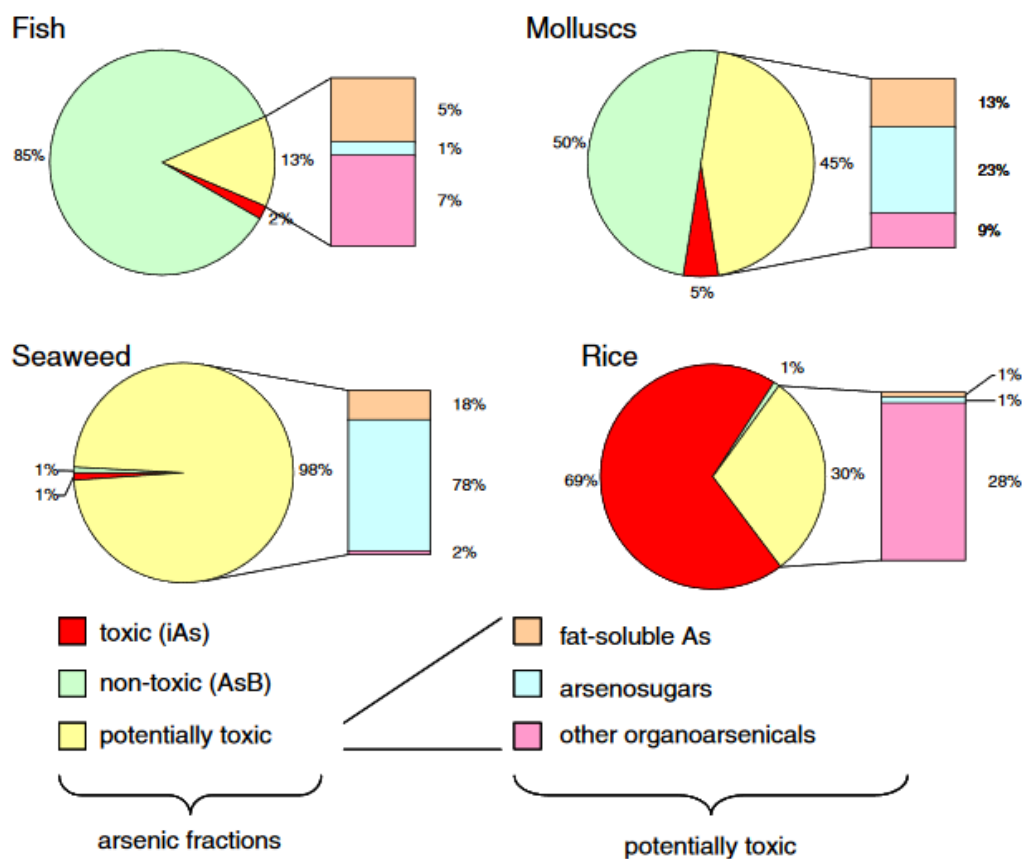 Fish
85%
13%
2%
5%
1%
7%
Molluscs
50%
45%
5%
13%
23%
9%
Seaweed
1%
1%
98%
18%
78%
2%
Rice
1%
69%
30%
1%
1%
28%
toxic (iAs)
non-toxic (AsB)
potentially toxic
fat-soluble As
arsenosugars
other organoarsenicals
arsenic fractions
potentially toxic